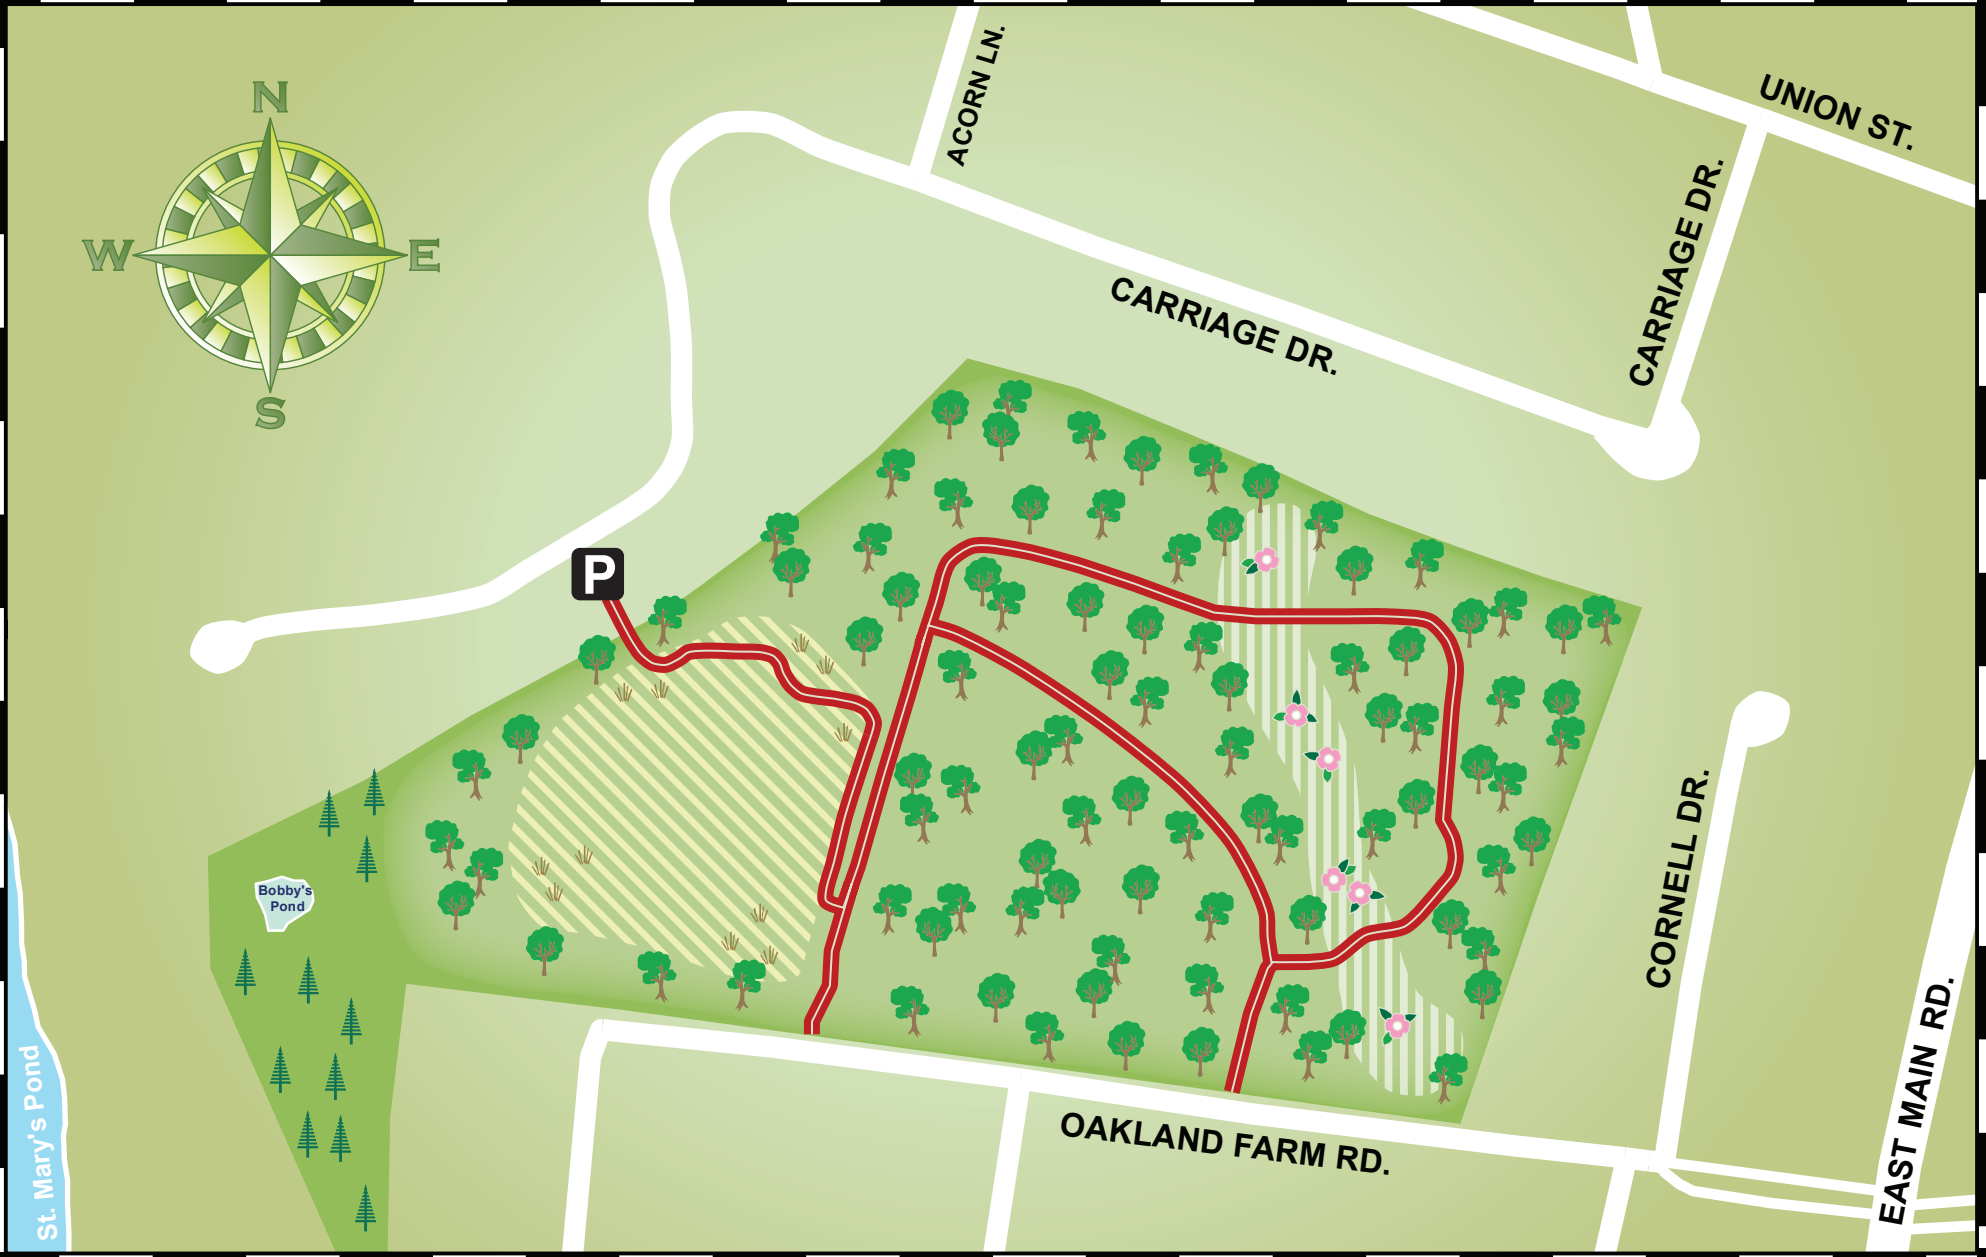 N
W
E
S
ACORN LN.
UNION ST.
CARRIAGE DR.
CARRIAGE DR.
P
Bobby's
Pond
St. Mary's Pond
CORNELL DR.
EAST MAIN RD.
OAKLAND FARM RD.